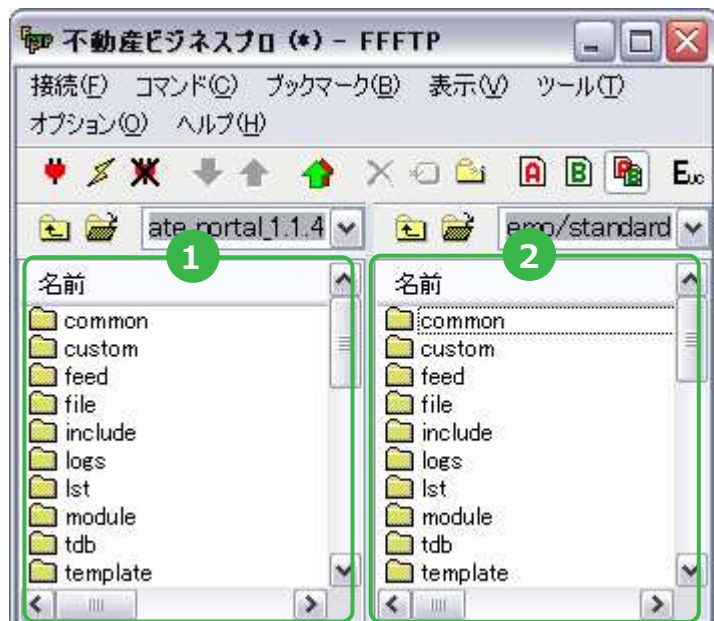 不動産ビジネスプロ (*) - FFFTP
接続(F) コマンド(C) ブックマーク(B) 表示(V) ツール(T)
オプション(O) ヘルプ(H)
A B Euc
ate_portal_1.1.4 emo/standard
1 2
名前 名前
common common
custom custom
feed feed
file file
include include
logs logs
lst lst
module module
tdb tdb
template template